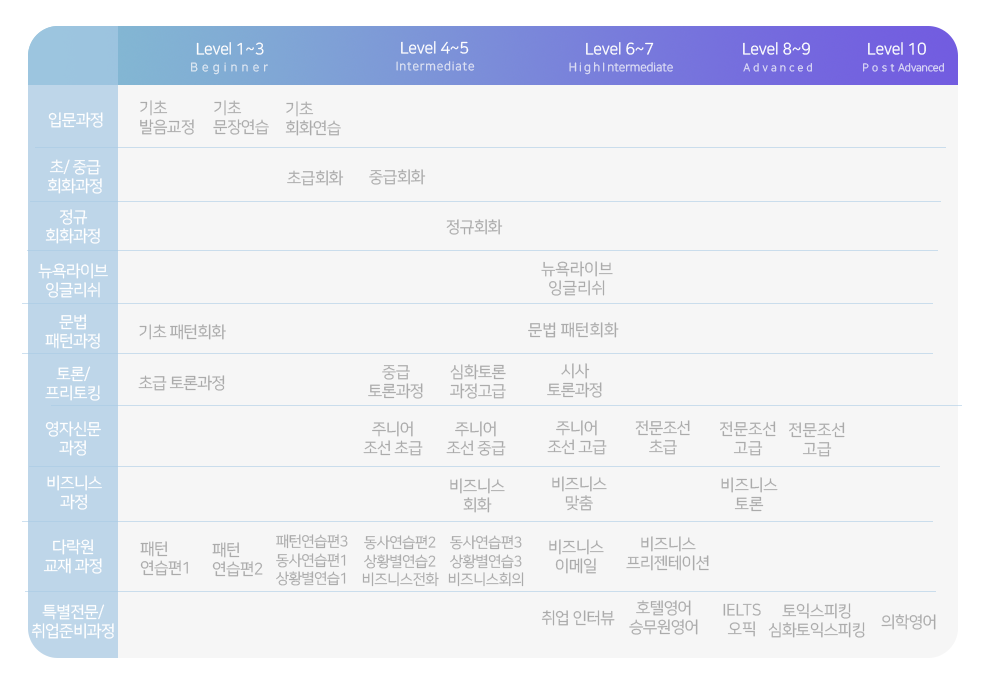 Level 1~3 Level 4~5 Level 6~7 Level 8~9 Level 10
Beginner Intermediate HighIntermediate Advanced Post Advanced
입문과정
기초 기초 기초
발음교정 문장연습 회화연습
초/ 중급
회화과정
초급회화 중급회화
정규
회화과정
정규회화
뉴욕라이브
잉글리쉬
뉴욕라이브
잉글리쉬
문법
패턴과정
기초 패턴회화 문법 패턴회화
토론/
프리토킹
초급 토론과정
중급 심화토론 시사
토론과정 과정고급 토론과정
영자신문
과정
주니어 주니어 주니어 전문조선 전문조선 전문조선
조선 초급 조선 중급 조선 고급 초급 고급 고급
비즈니스
과정
비즈니스 비즈니스 비즈니스
회화 맞춤 토론
다락원
교재 과정
패턴
연습편1
패턴
연습편2
패턴연습편3
동사연습편1
상황별연습1
동사연습편2
상황별연습2
비즈니스전화
동사연습편3
상황별연습3
비즈니스회의
비즈니스
이메일
비즈니스
프리젠테이션
특별전문/
취업준비과정
취업 인터뷰
호텔영어
승무원영어
IELTS
오픽
토익스피킹
심화토익스피킹
의학영어